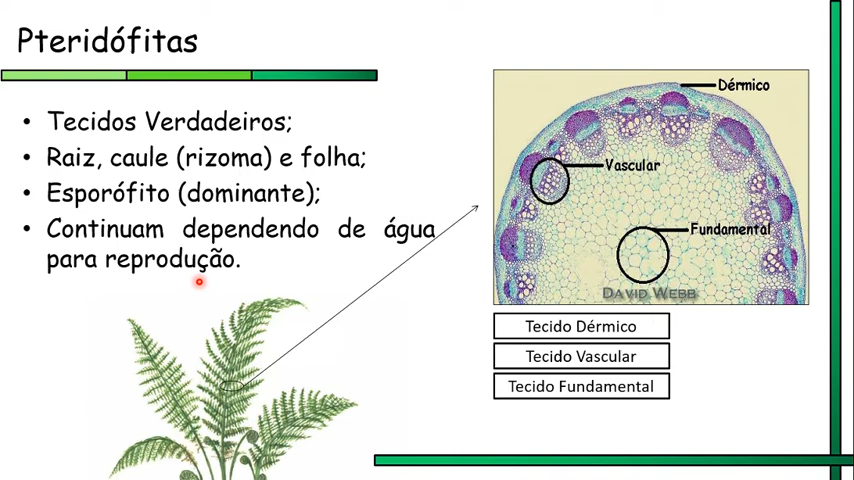 Pteridófitas
• Tecidos Verdadeiros;
• Raiz, caule (rizoma) e folha;
• Esporófito (dominante);
• Continuam dependendo de água
para reprodução.
Dérmico
Vascular
Fundamental
DAVID WEBB
Tecido Dérmico
Tecido Vascular
Tecido Fundamental